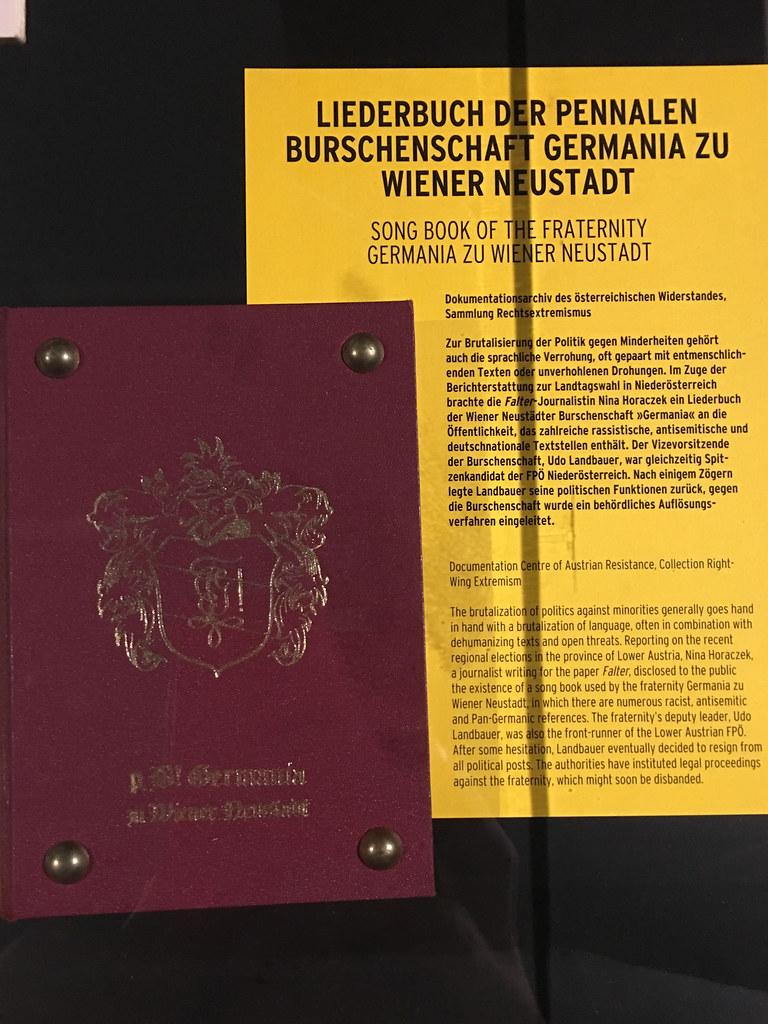 LIEDERBUCH DER PENNALEN
BURSCHENSCHAFT GERMANIA ZU
WIENER NEUSTADT
SONG BOOK OF THE FRATERNITY
GERMANIA ZU WIENER NEUSTADT
Dokumentationsarchiv des österreichischen Widerstandes,
Sammlung Rechtsextremismus
Zur Brutalisierung der Politik gegen Minderheiten gehört
auch die sprachliche Verrohung, oft gepaart mit entmenschlich-
enden Texten oder unverhohlenen Drohungen. Im Zuge der
Berichterstattung zur Landtagswahl in Niederösterreich
brachte die Falter-Journalistin Nina Horaczek ein Liederbuch
der Wiener Neustädter Burschenschaft »Germania« an die
Öffentlichkeit, das zahlreiche rassistische, antisemitische und
deutschnationale Textstellen enthält. Der Vizevorsitzende
der Burschenschaft, Udo Landbauer, war gleichzeitig Spit-
zenkandidat der FPÖ Niederösterreich. Nach einigem Zögern
legte Landbauer seine politischen Funktionen zurück, gegen
die Burschenschaft wurde ein behördliches Auflösungs-
verfahren eingeleitet.
Documentation Centre of Austrian Resistance, Collection Right-
Wing Extremism
The brutalization of politics against minorities generally goes hand
in hand with a brutalization of language, often in combination with
dehumanizing texts and open threats. Reporting on the recent
regional elections in the province of Lower Austria, Nina Horaczek,
a journalist writing for the paper Falter, disclosed to the public
the existence of a song book used by the fraternity Germania zu
Wiener Neustadt, in which there are numerous racist, antisemitic
and Pan-Germanic references. The fraternity's deputy leader, Udo
Landbauer, was also the front-runner of the Lower Austrian FPÖ.
After some hesitation, Landbauer eventually decided to resign from
all political posts. The authorities have instituted legal proceedings
against the fraternity, which might soon be disbanded.
p.B! Germania
zu Wiener Neustadt